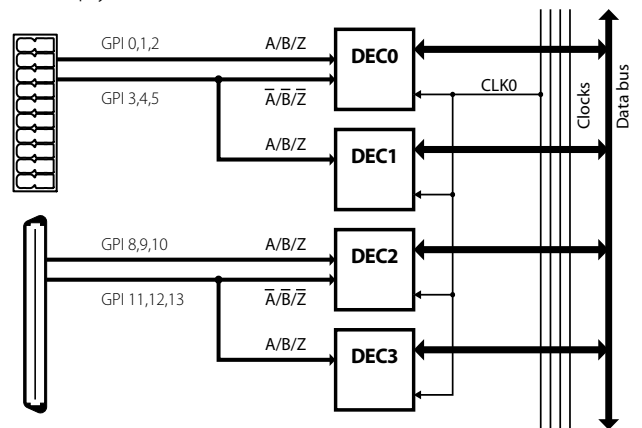 GPI 0,1,2 A/B/Z DEC0
GPI 3,4,5 A̅/B̅/Z̅ CLK0
A/B/Z DEC1
Clocks
Data bus
GPI 8,9,10 A/B/Z DEC2
GPI 11,12,13 A̅/B̅/Z̅
A/B/Z DEC3